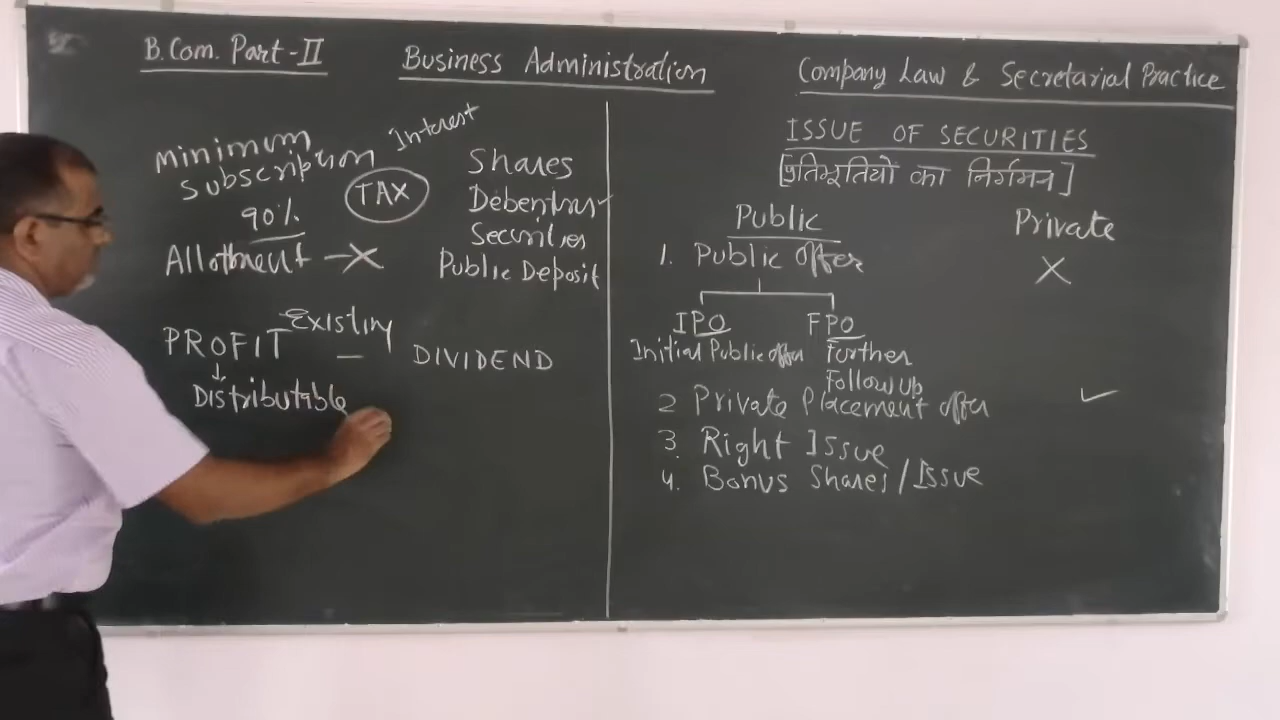 B.Com. Part-II
Business Administration
Company Law & Secretarial Practice
Minimum
Subscription
90%
Allotment - X
Interest
TAX
Shares
Securities
Public Deposit
Existing
PROFIT - DIVIDEND
↓
Distributable
ISSUE OF SECURITIES
[प्रतिभूतियो का निर्गमन]
Public Private
1. Public offer X
IPO FPO
Initial Public offer Further
Follow up
2 Private Placement offer ✓
3. Right Issue
4. Bonus Shares/Issue